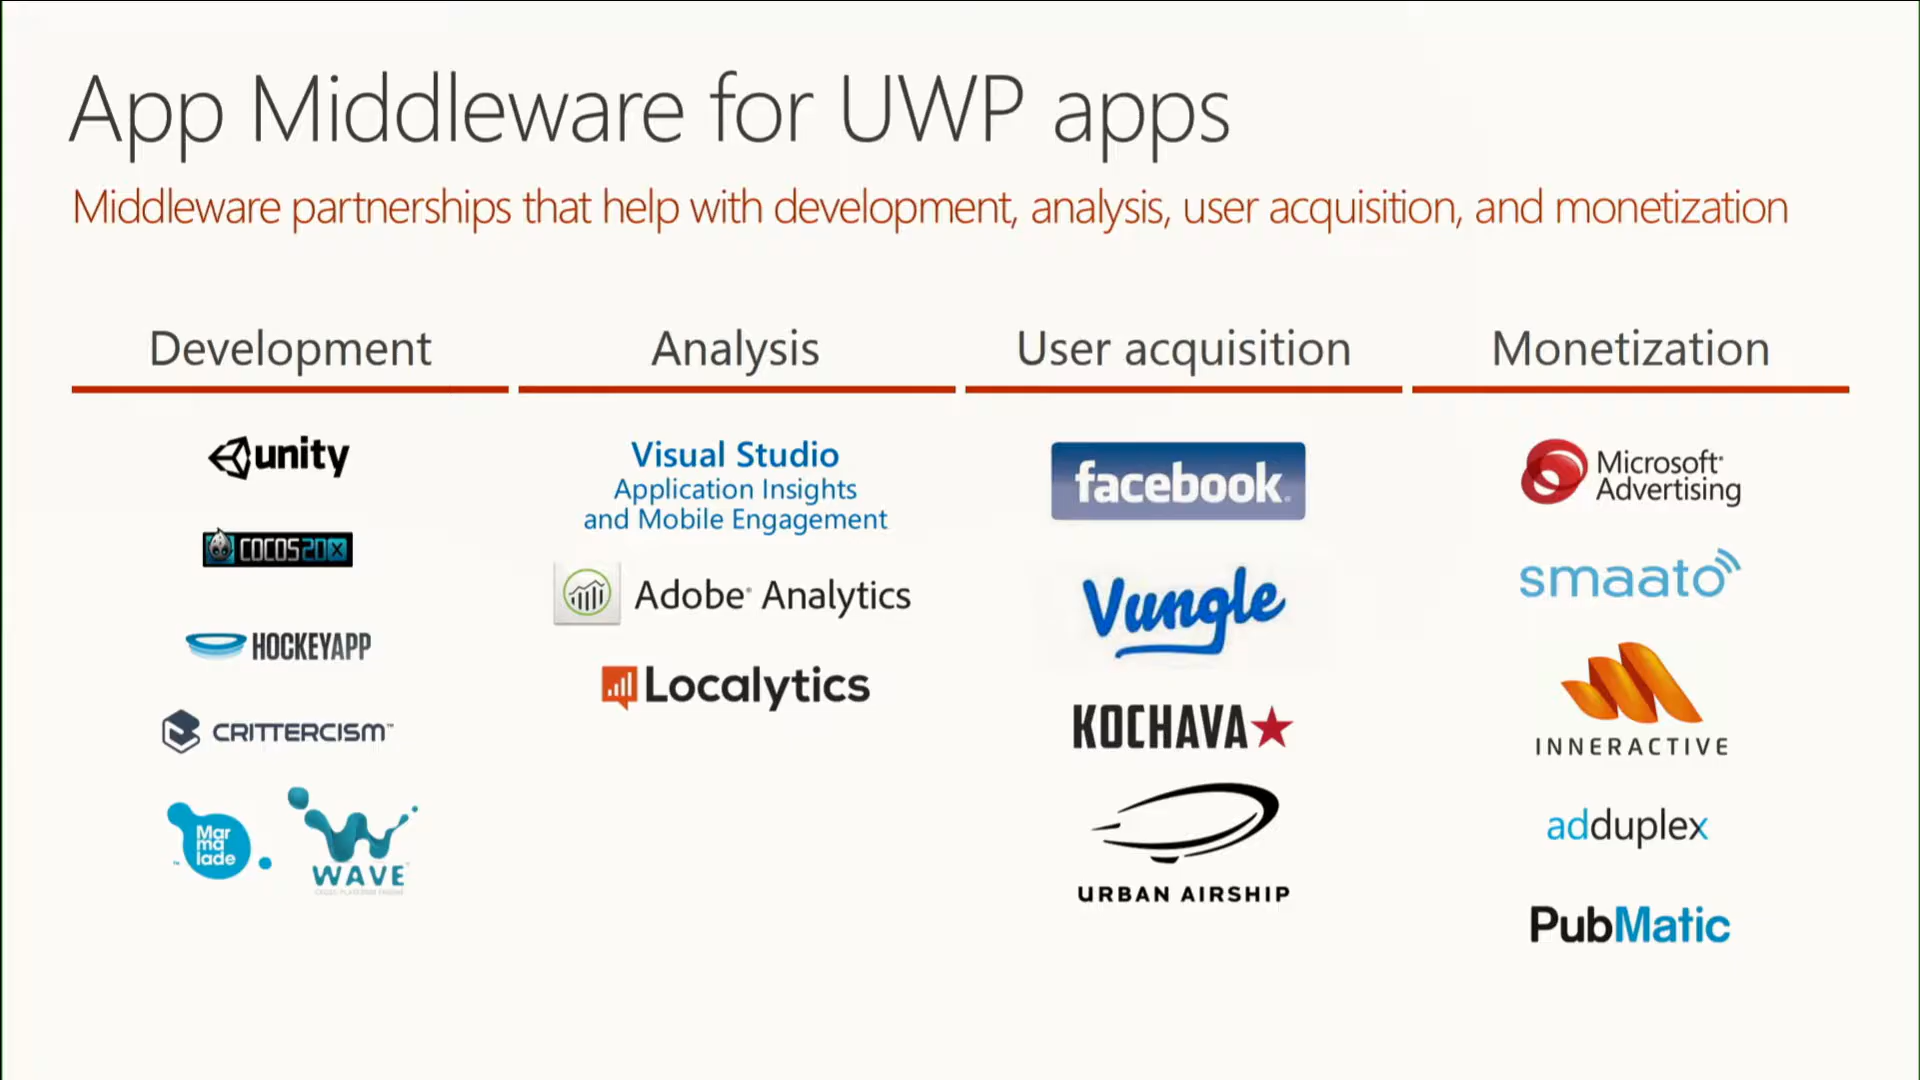 App Middleware for UWP apps
Middleware partnerships that help with development, analysis, user acquisition, and monetization
Development
unity
COCOS2DX
HOCKEYAPP
CRITTERCISM™
Mar
ma
lade
™
WAVE
Analysis
Visual Studio
Application Insights
and Mobile Engagement
Adobe® Analytics
Localytics
User acquisition
facebook®
Vungle
KOCHAVA
URBAN AIRSHIP
Monetization
Microsoft®
Advertising
smaato
INNERACTIVE
adduplex
PubMatic